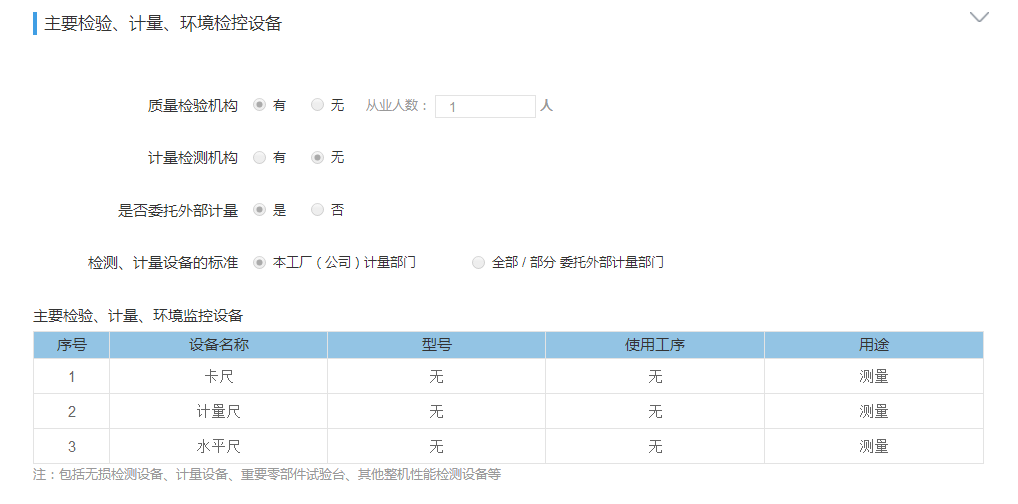 主要检验、计量、环境检控设备
质量检验机构 有 无 从业人数： 1 人
计量检测机构 有 无
是否委托外部计量 是 否
检测、计量设备的标准 本工厂（公司）计量部门 全部 / 部分 委托外部计量部门
主要检验、计量、环境监控设备
序号 设备名称 型号 使用工序 用途
1 卡尺 无 无 测量
2 计量尺 无 无 测量
3 水平尺 无 无 测量
注：包括无损检测设备、计量设备、重要零部件试验台、其他整机性能检测设备等